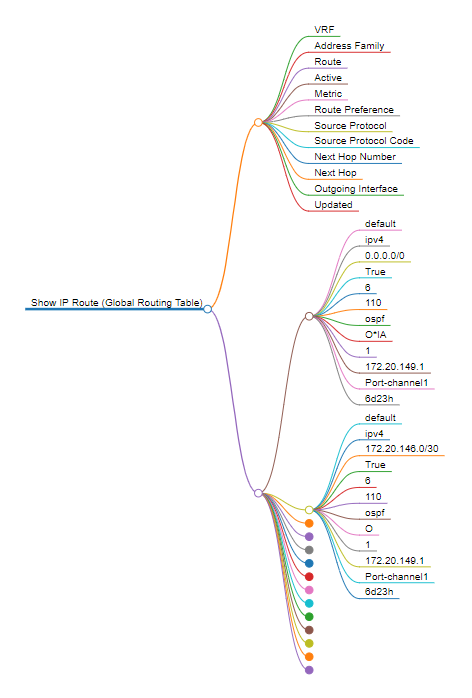 VRF
Address Family
Route
Active
Metric
Route Preference
Source Protocol
Source Protocol Code
Next Hop Number
Next Hop
Outgoing Interface
Updated
Show IP Route (Global Routing Table)
default
ipv4
0.0.0.0/0
True
6
110
ospf
O*IA
1
172.20.149.1
Port-channel1
6d23h
default
ipv4
172.20.146.0/30
True
6
110
ospf
O
1
172.20.149.1
Port-channel1
6d23h